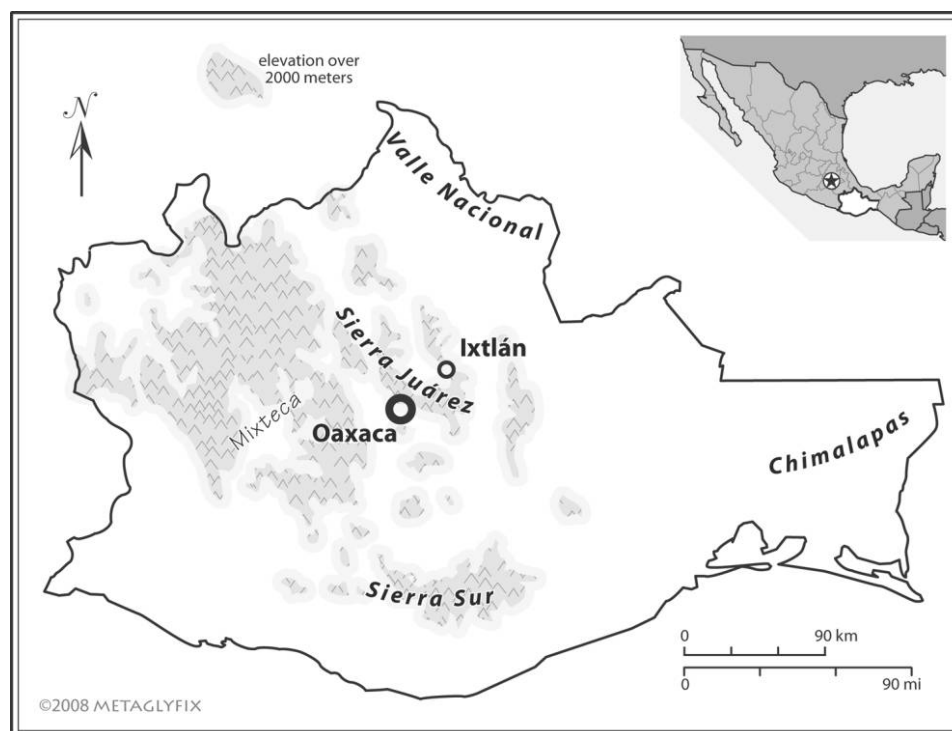 elevation over
2000 meters
N
Valle Nacional
Sierra Juárez
Ixtlán
Oaxaca
Mixteca
Chimalapas
Sierra Sur
0 90 km
0 90 mi
©2008 METAGLYFIX